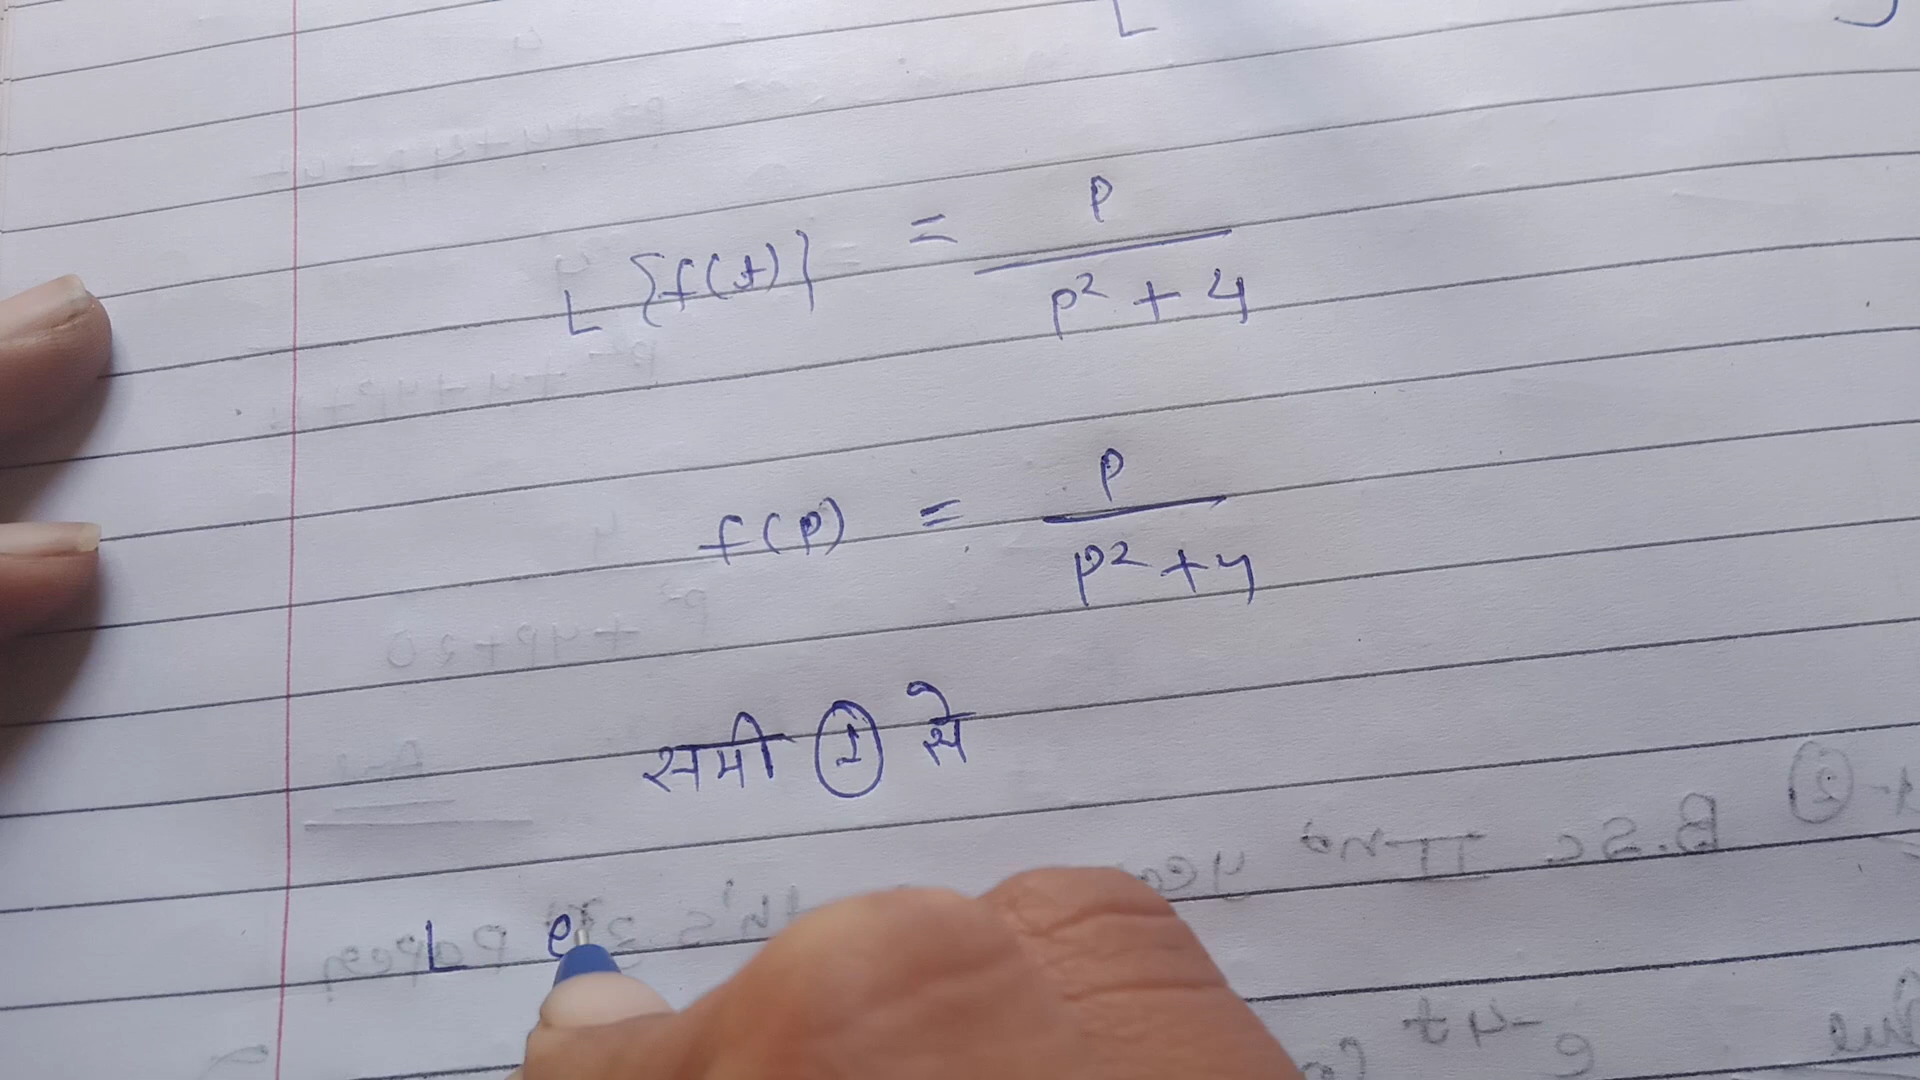 L {f(t)} = p / p² + 4
f(p) = p / p² + 4
समी ① से
L e